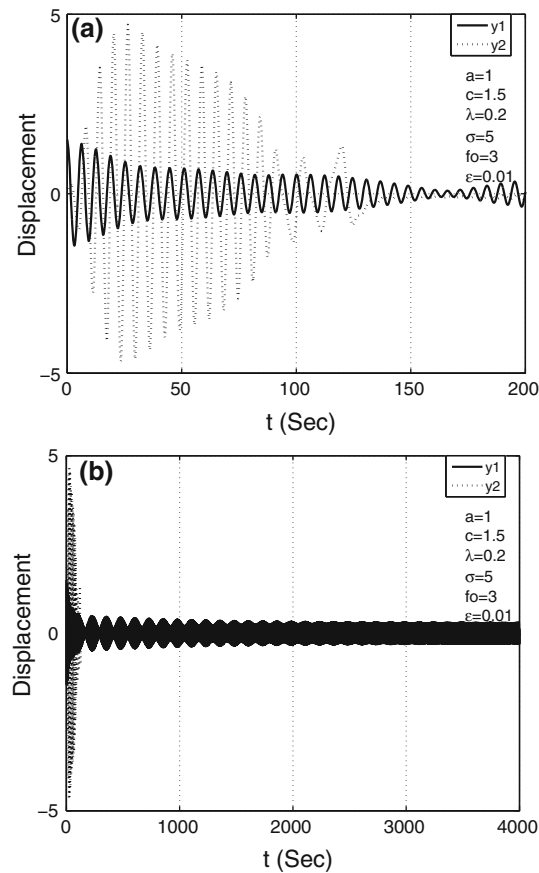 (a)
y1
y2
a=1
c=1.5
λ=0.2
σ=5
fo=3
ε=0.01
5
0
−5
Displacement
0
50
100
150
200
t (Sec)
(b)
y1
y2
a=1
c=1.5
λ=0.2
σ=5
fo=3
ε=0.01
5
0
−5
Displacement
0
1000
2000
3000
4000
t (Sec)